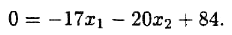 0 = −17x₁ − 20x₂ + 84.